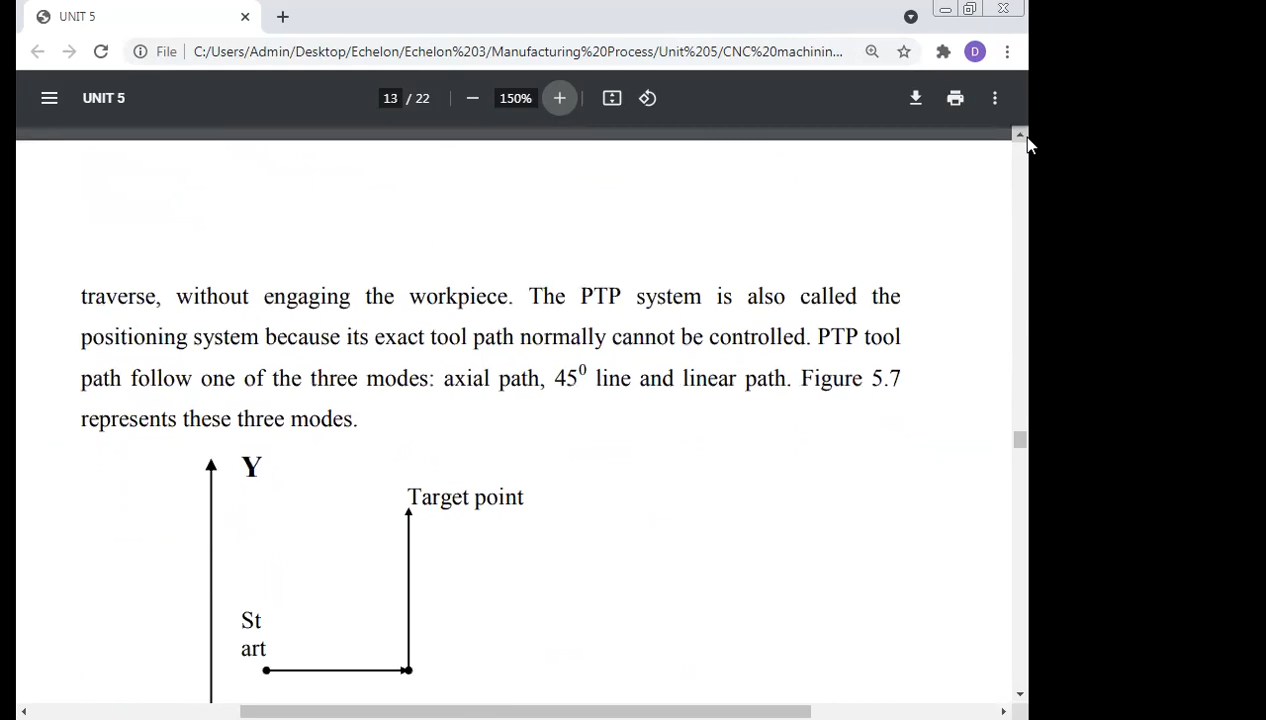 UNIT 5
File C:/Users/Admin/Desktop/Echelon/Echelon%203/Manufacturing%20Process/Unit%205/CNC%20machinin... D
UNIT 5 13 / 22 150%
traverse, without engaging the workpiece. The PTP system is also called the
positioning system because its exact tool path normally cannot be controlled. PTP tool
path follow one of the three modes: axial path, 45⁰ line and linear path. Figure 5.7
represents these three modes.
Y
Target point
St
art